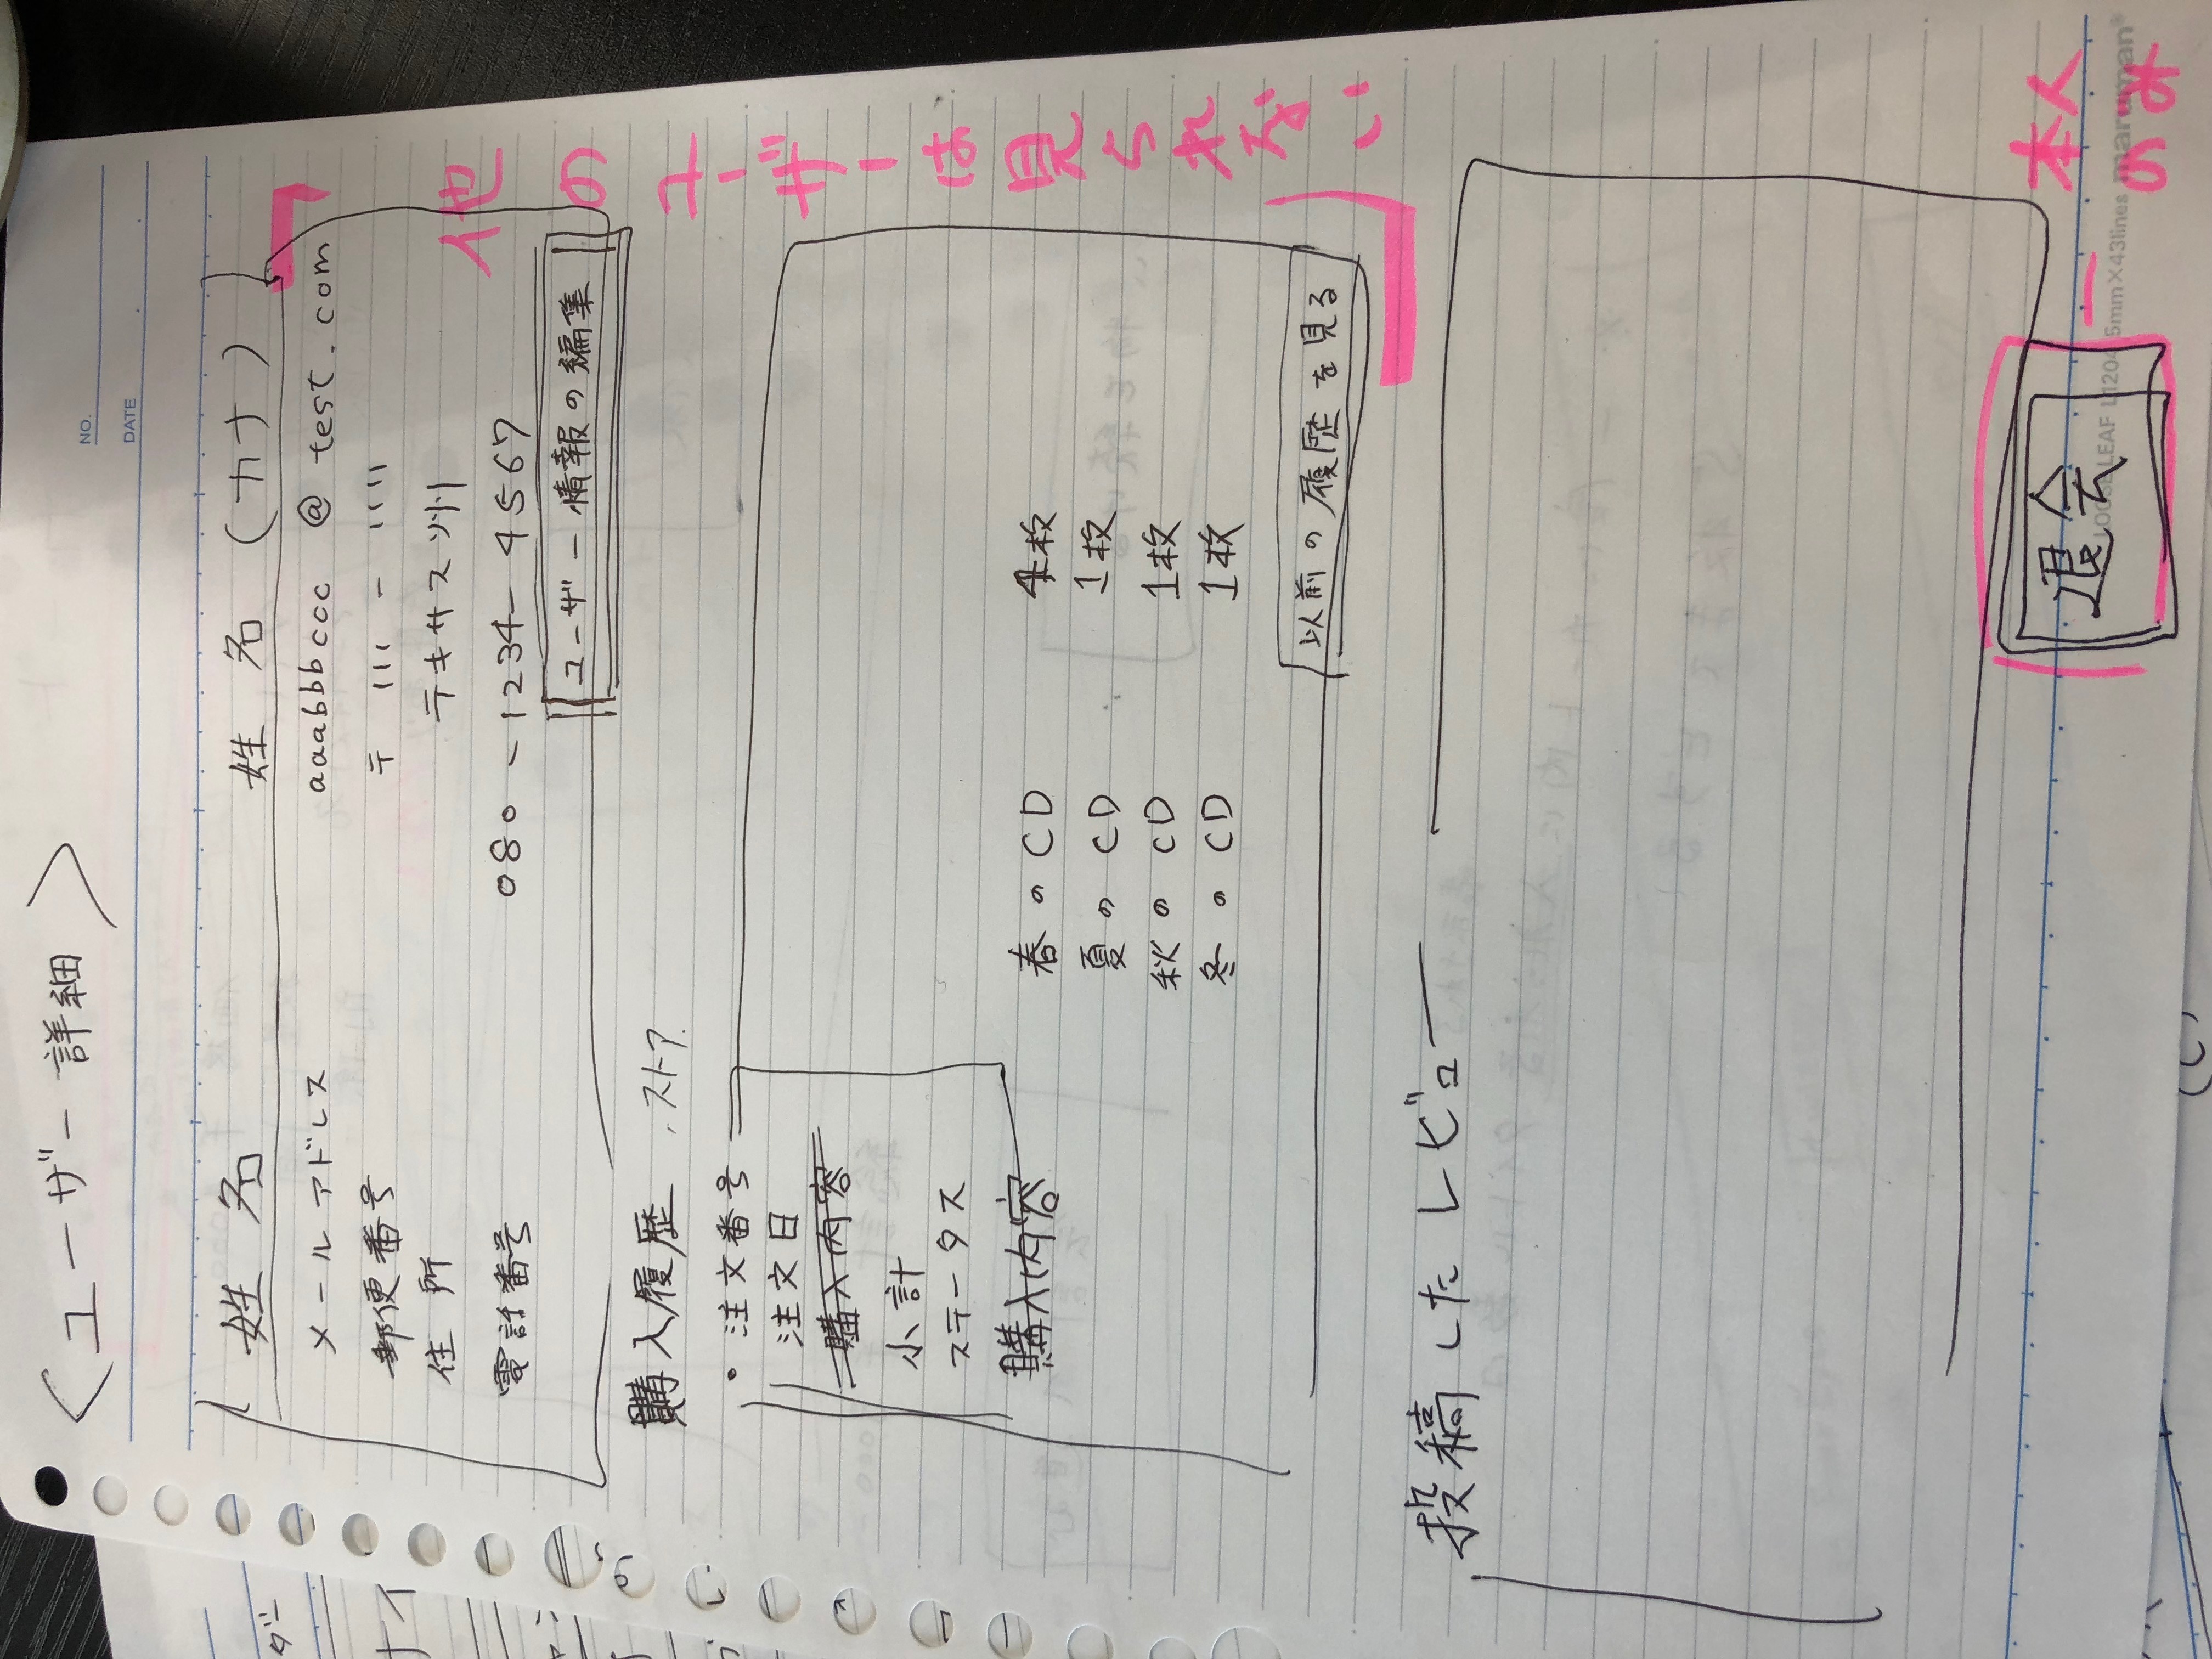 ＜ユーザー詳細＞
NO.
DATE
姓 名 姓 名（カナ）
メールアドレス aaabbbccc @ test.com
郵便番号 〒 111 - 1111
住所 テキサス州
電話番号 080 - 1234 - 4567
ユーザー情報の編集
購入履歴 ストア
・注文番号
注文日
購入内容
小計
ステータス
購入内容 春のCD 1枚
夏のCD 1枚
秋のCD 1枚
冬のCD 1枚
以前の履歴を見る
他のユーザーは見られない
投稿したレビュー
退会 ー 本人のみ
LOOSE LEAF L1204 5mm×43lines maruman®